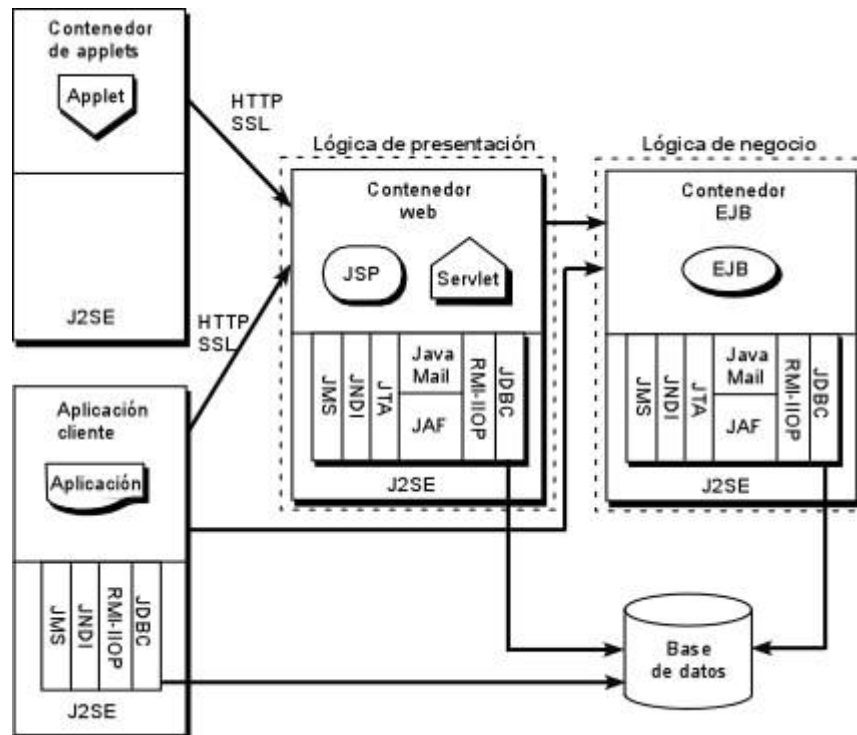 Contenedor
de applets
Applet
J2SE
HTTP
SSL
Lógica de presentación
Contenedor
web
JSP
Servlet
JMS
JNDI
JTA
Java
Mail
JAF
RMI-IIOP
JDBC
J2SE
Lógica de negocio
Contenedor
EJB
EJB
JMS
JNDI
JTA
Java
Mail
JAF
RMI-IIOP
JDBC
J2SE
HTTP
SSL
Aplicación
cliente
Aplicación
JMS
JNDI
RMI-IIOP
JDBC
J2SE
Base
de datos